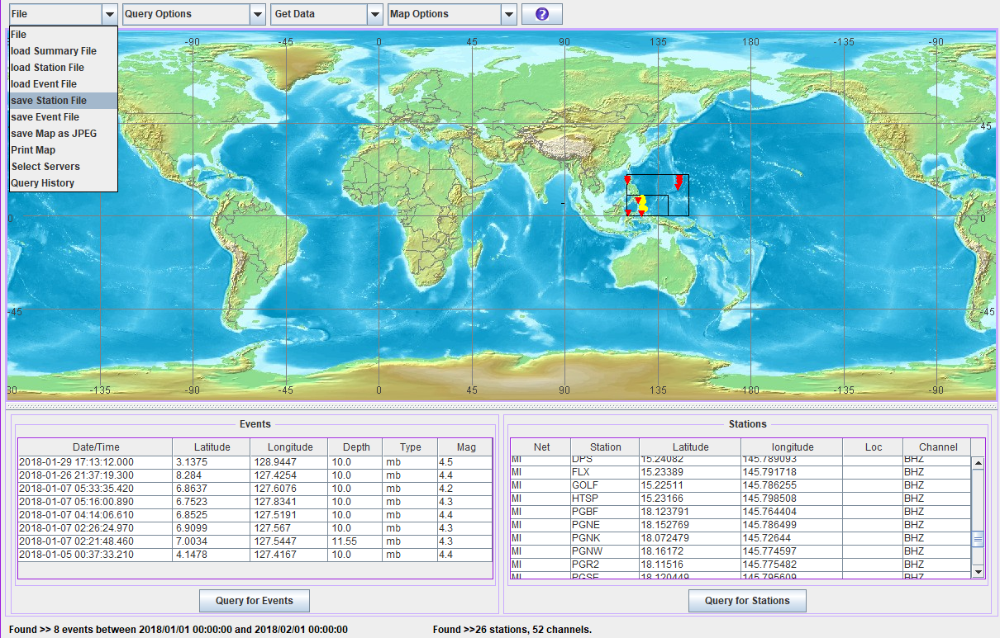 File Query Options Get Data Map Options ?
File
load Summary File
load Station File
load Event File
save Station File
save Event File
save Map as JPEG
Print Map
Select Servers
Query History
-90 -45 0 45 90 135 180 -135 -90
45
0 0
-45 -45
80 -135 -90 -45 0 45 90 135 180 -135 -90
Events
Date/Time Latitude Longitude Depth Type Mag
2018-01-29 17:13:12.000 3.1375 128.9447 10.0 mb 4.5
2018-01-26 21:37:19.300 8.284 127.4254 10.0 mb 4.4
2018-01-07 05:33:35.420 6.8637 127.6076 10.0 mb 4.2
2018-01-07 05:16:00.890 6.7523 127.8341 10.0 mb 4.3
2018-01-07 04:14:06.610 6.8525 127.5191 10.0 mb 4.4
2018-01-07 02:26:24.970 6.9099 127.567 10.0 mb 4.3
2018-01-07 02:21:48.460 7.0034 127.5447 11.55 mb 4.3
2018-01-05 00:37:33.210 4.1478 127.4167 10.0 mb 4.4
Query for Events
Stations
Net Station Latitude longitude Loc Channel
MI DPS 15.24082 145.789093 BHZ
MI FLX 15.23389 145.791718 BHZ
MI GOLF 15.22511 145.786255 BHZ
MI HTSP 15.23166 145.798508 BHZ
MI PGBF 18.123791 145.764404 BHZ
MI PGNE 18.152769 145.786499 BHZ
MI PGNK 18.072479 145.72644 BHZ
MI PGNW 18.16172 145.774597 BHZ
MI PGR2 18.11516 145.775482 BHZ
MI PGSE 18.120449 145.795609 BHZ
Query for Stations
Found >> 8 events between 2018/01/01 00:00:00 and 2018/02/01 00:00:00
Found >>26 stations, 52 channels.